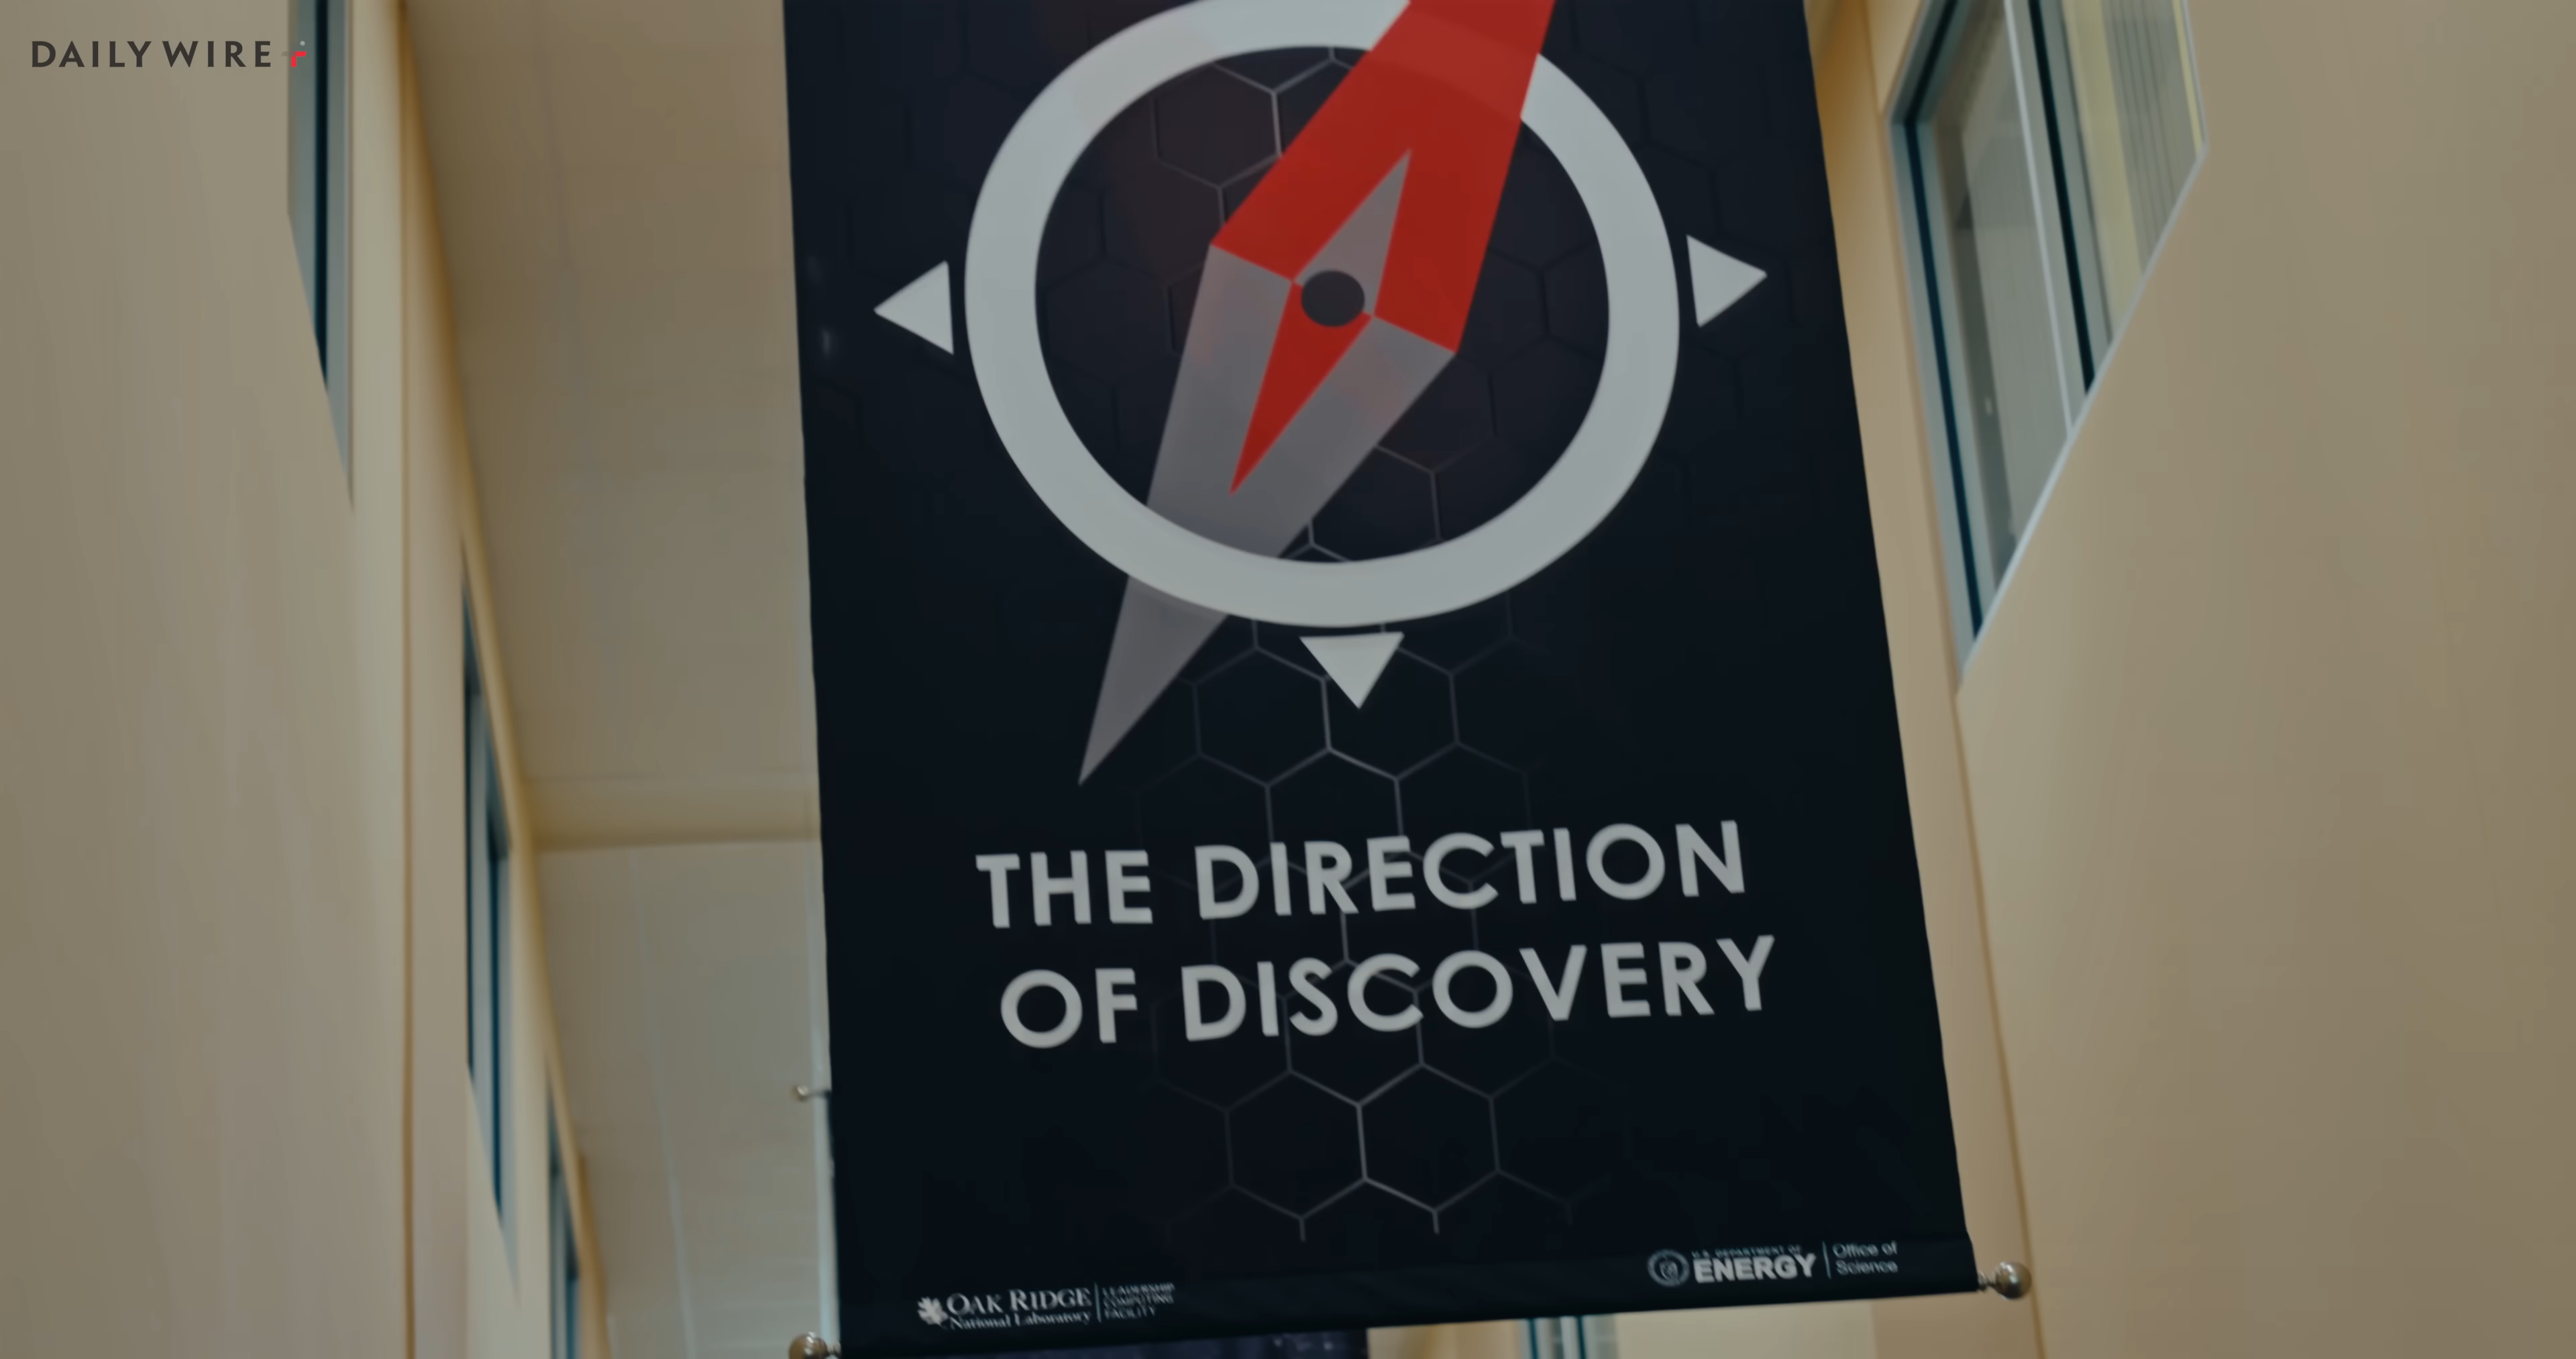 DAILY WIRE+
THE DIRECTION
OF DISCOVERY
OAK RIDGE
National Laboratory
LEADERSHIP
COMPUTING
FACILITY
U.S. DEPARTMENT OF
ENERGY
Office of
Science